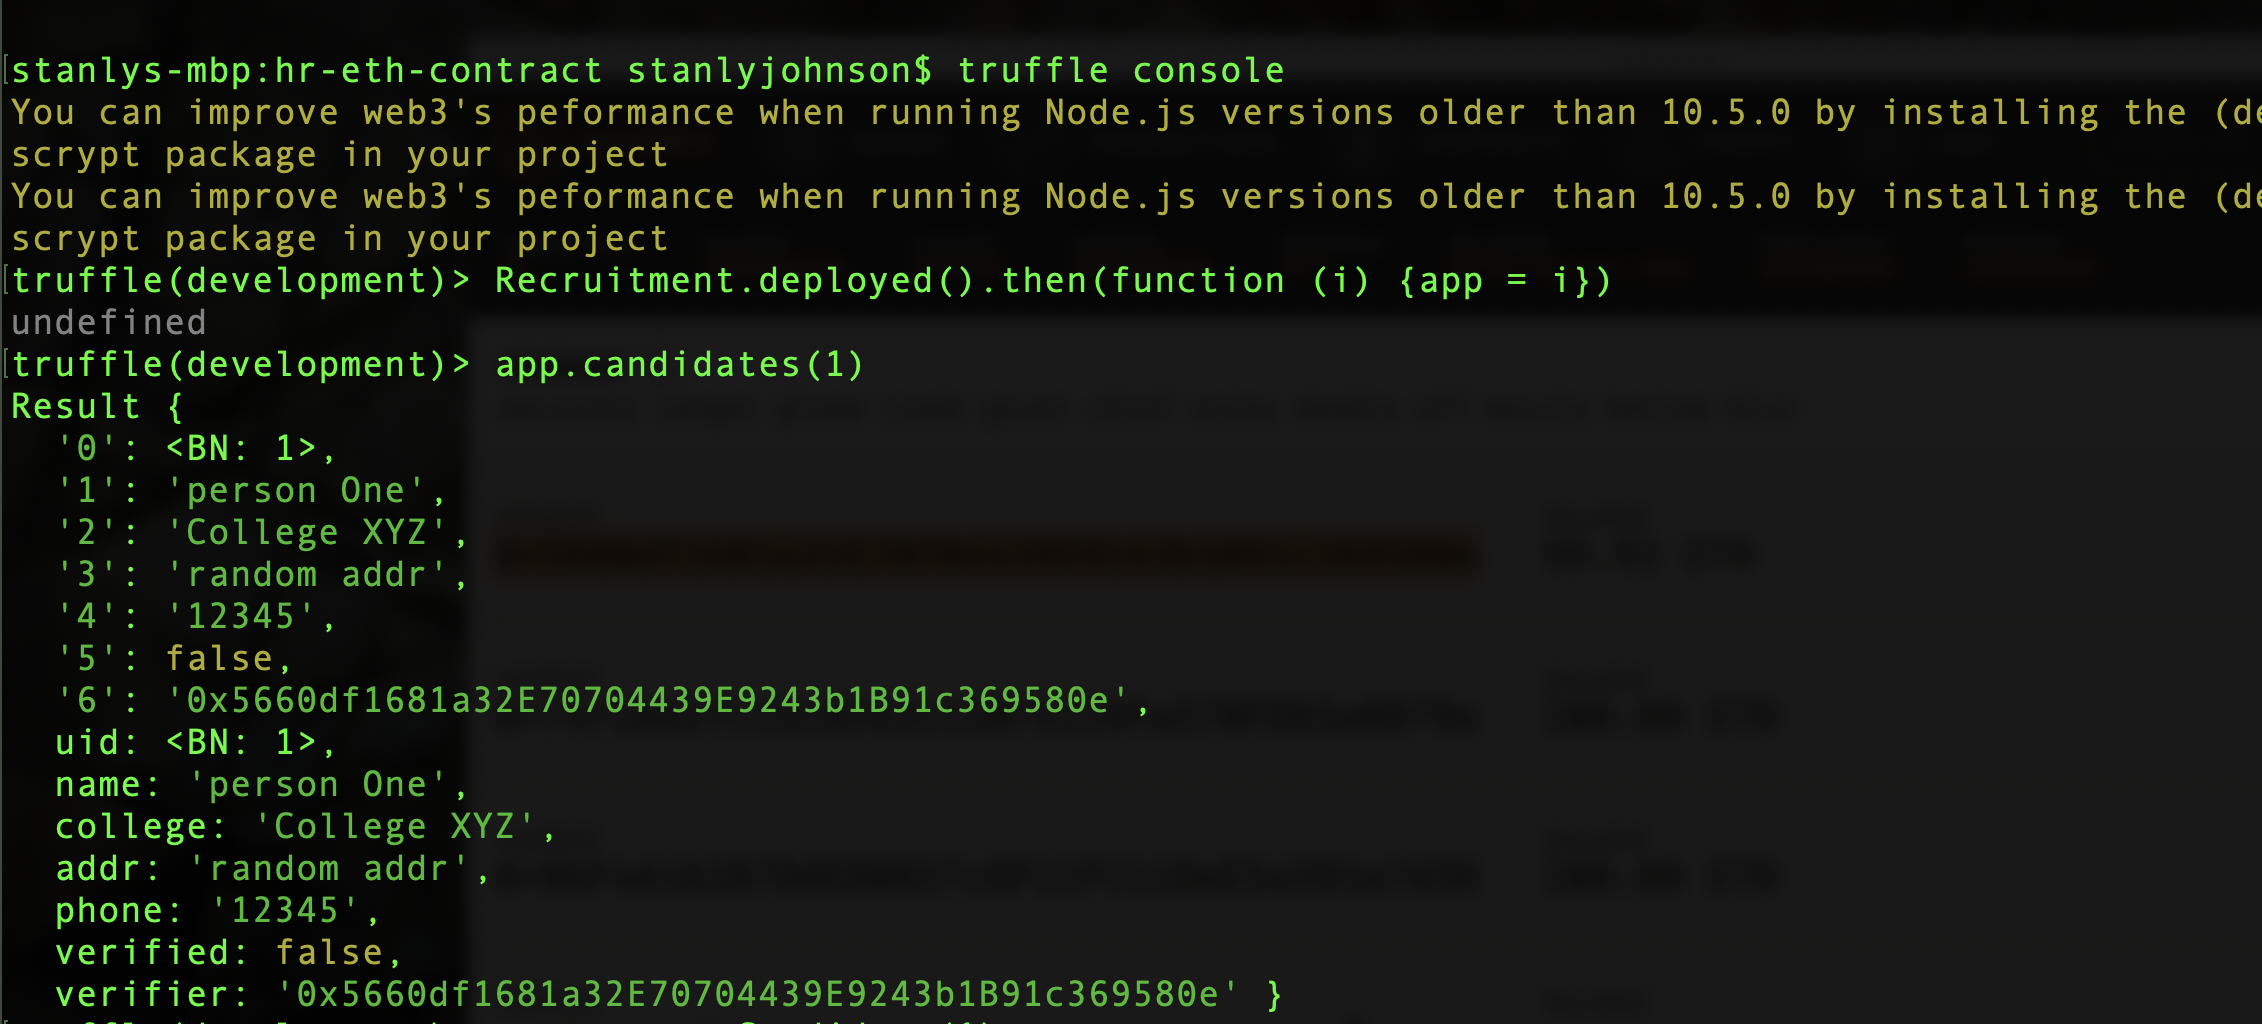 stanlys-mbp:hr-eth-contract stanlyjohnson$ truffle console
You can improve web3's peformance when running Node.js versions older than 10.5.0 by installing the (de
scrypt package in your project
You can improve web3's peformance when running Node.js versions older than 10.5.0 by installing the (de
scrypt package in your project
truffle(development)> Recruitment.deployed().then(function (i) {app = i})
undefined
truffle(development)> app.candidates(1)
Result {
  '0': <BN: 1>,
  '1': 'person One',
  '2': 'College XYZ',
  '3': 'random addr',
  '4': '12345',
  '5': false,
  '6': '0x5660df1681a32E70704439E9243b1B91c369580e',
  uid: <BN: 1>,
  name: 'person One',
  college: 'College XYZ',
  addr: 'random addr',
  phone: '12345',
  verified: false,
  verifier: '0x5660df1681a32E70704439E9243b1B91c369580e' }